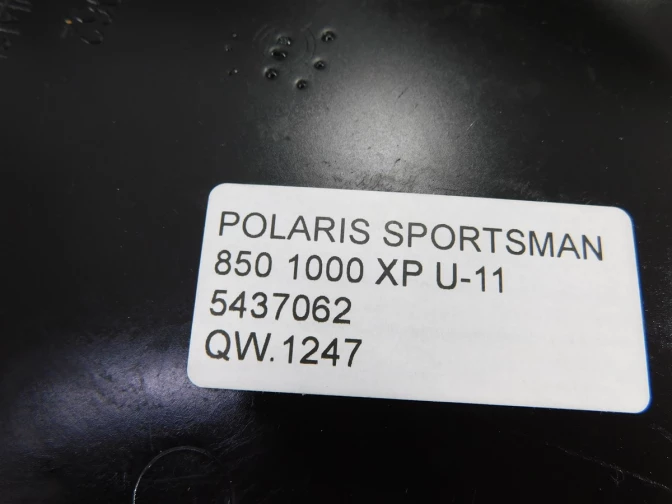 POLARIS SPORTSMAN
850 1000 XP U-11
5437062
QW.1247